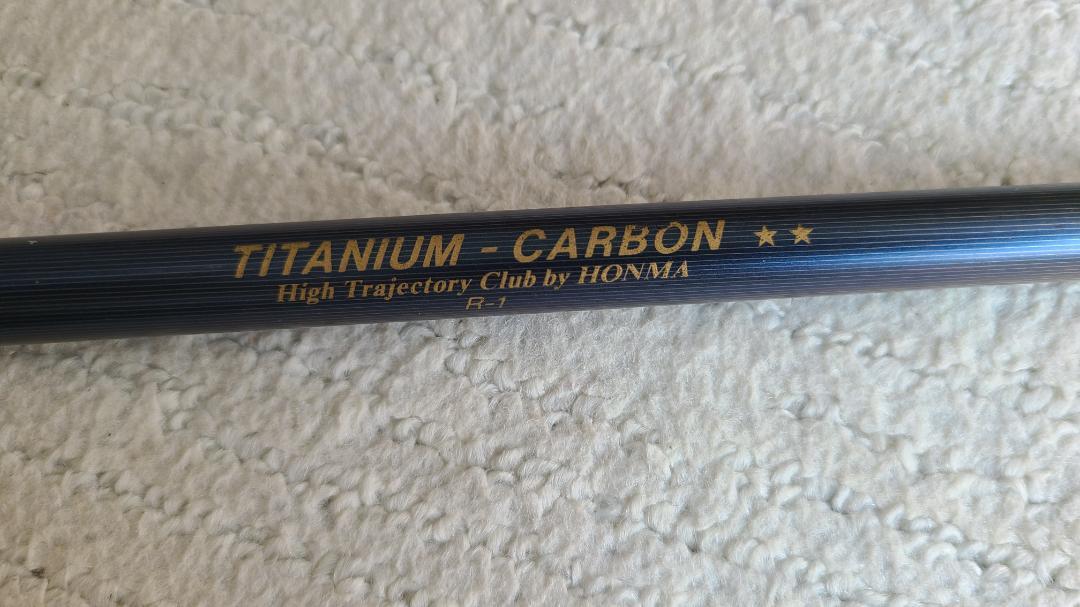 TITANIUM - CARBON ★★
High Trajectory Club by HONMA
R-1